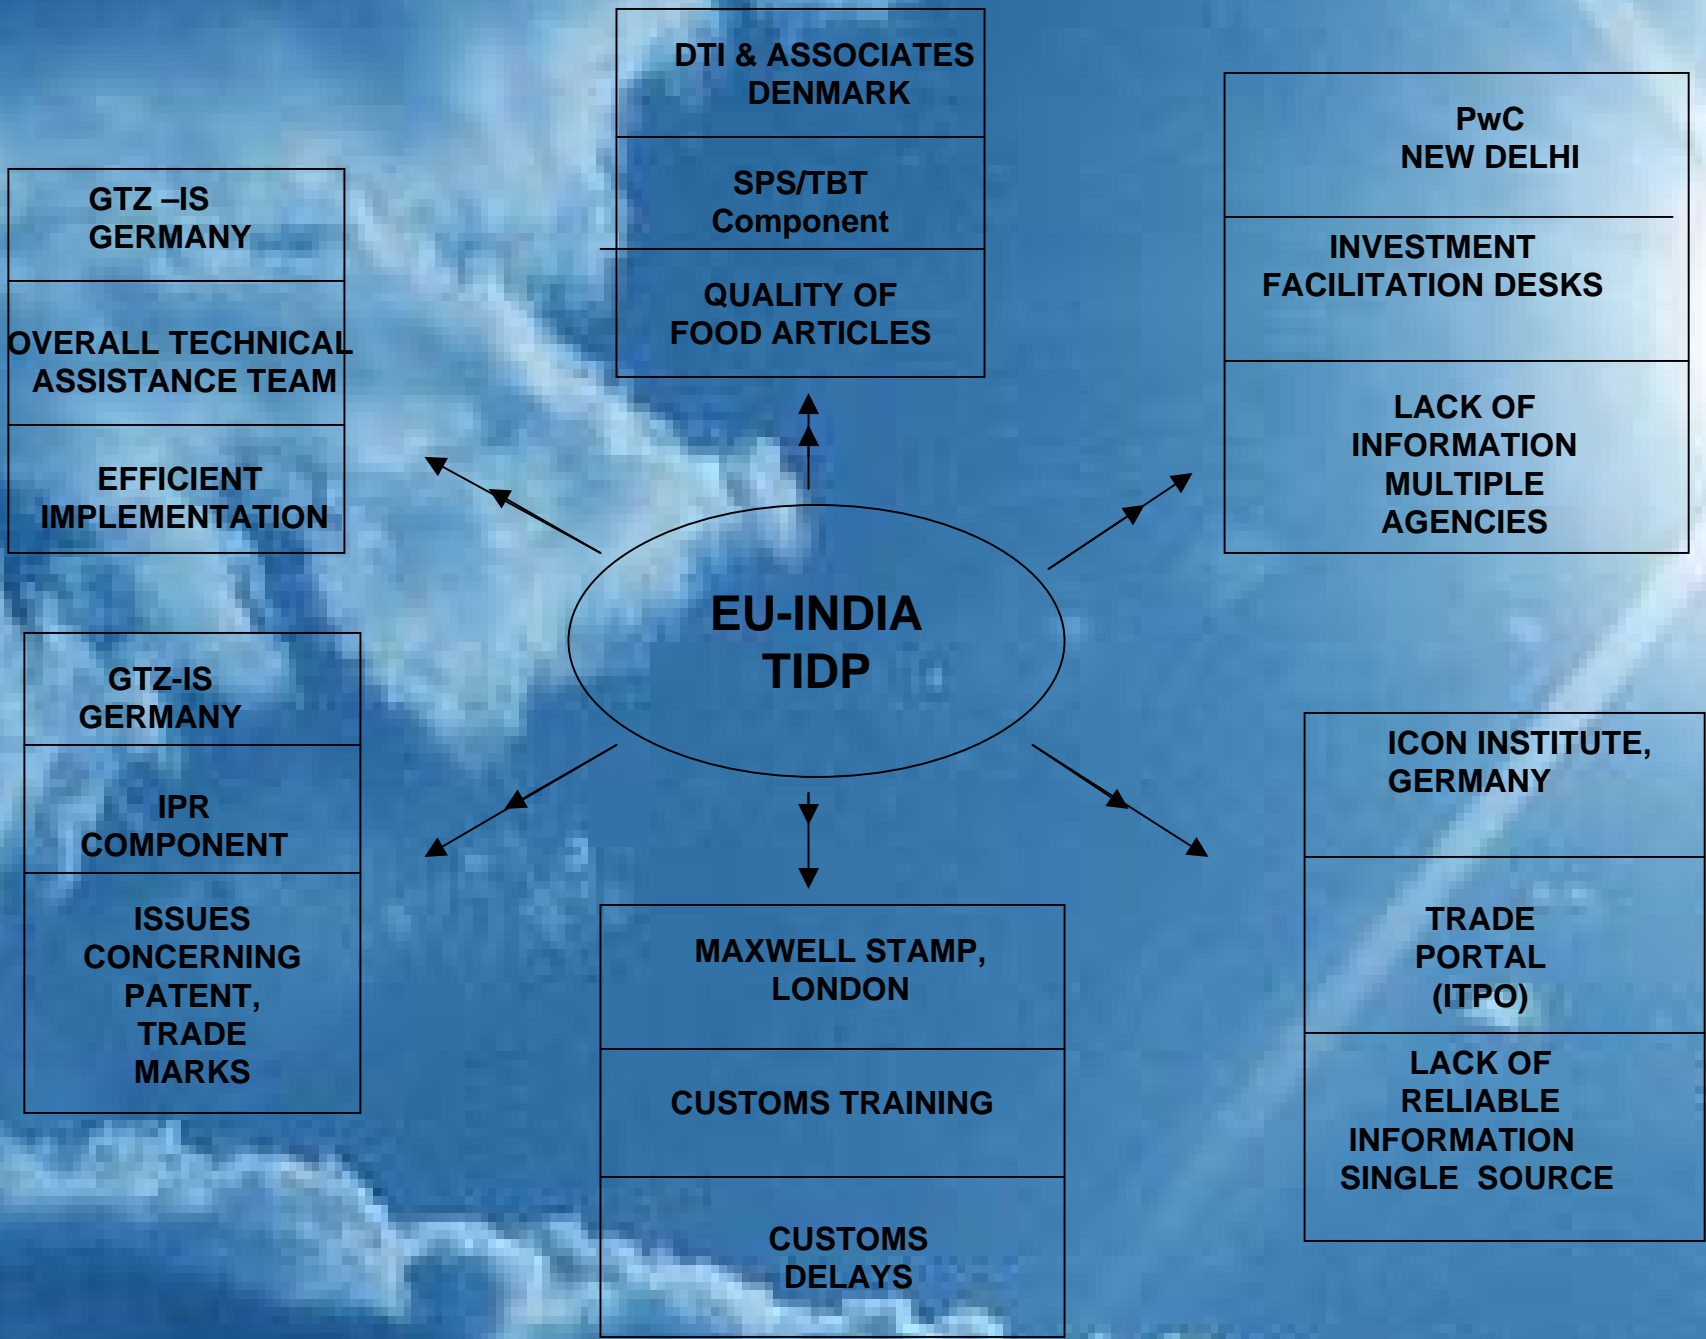 DTI & ASSOCIATES
DENMARK
SPS/TBT
Component
QUALITY OF
FOOD ARTICLES
PwC
NEW DELHI
INVESTMENT
FACILITATION DESKS
LACK OF
INFORMATION
MULTIPLE
AGENCIES
GTZ –IS
GERMANY
OVERALL TECHNICAL
ASSISTANCE TEAM
EFFICIENT
IMPLEMENTATION
EU-INDIA
TIDP
GTZ-IS
GERMANY
IPR
COMPONENT
ISSUES
CONCERNING
PATENT,
TRADE
MARKS
MAXWELL STAMP,
LONDON
CUSTOMS TRAINING
CUSTOMS
DELAYS
ICON INSTITUTE,
GERMANY
TRADE
PORTAL
(ITPO)
LACK OF
RELIABLE
INFORMATION
SINGLE SOURCE